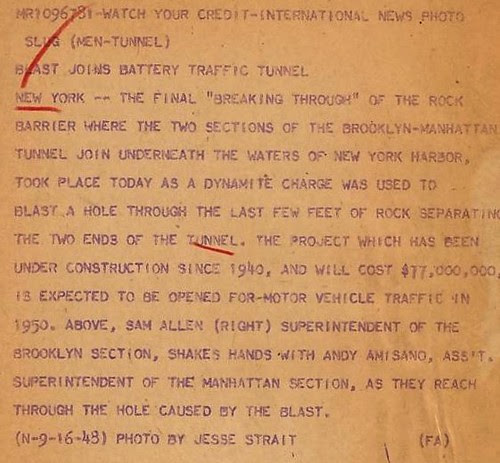 MR1096781-WATCH YOUR CREDIT-INTERNATIONAL NEWS PHOTO
SLUG (MEN-TUNNEL)
BLAST JOINS BATTERY TRAFFIC TUNNEL
NEW YORK -- THE FINAL "BREAKING THROUGH" OF THE ROCK
BARRIER WHERE THE TWO SECTIONS OF THE BROOKLYN-MANHATTAN
TUNNEL JOIN UNDERNEATH THE WATERS OF NEW YORK HARBOR,
TOOK PLACE TODAY AS A DYNAMITE CHARGE WAS USED TO
BLAST A HOLE THROUGH THE LAST FEW FEET OF ROCK SEPARATING
THE TWO ENDS OF THE TUNNEL. THE PROJECT WHICH HAS BEEN
UNDER CONSTRUCTION SINCE 1940, AND WILL COST $77,000,000,
IS EXPECTED TO BE OPENED FOR-MOTOR VEHICLE TRAFFIC IN
1950. ABOVE, SAM ALLEN (RIGHT) SUPERINTENDENT OF THE
BROOKLYN SECTION, SHAKES HANDS WITH ANDY AMISANO, ASS'T.
SUPERINTENDENT OF THE MANHATTAN SECTION, AS THEY REACH
THROUGH THE HOLE CAUSED BY THE BLAST.
(N-9-16-48) PHOTO BY JESSE STRAIT (FA)